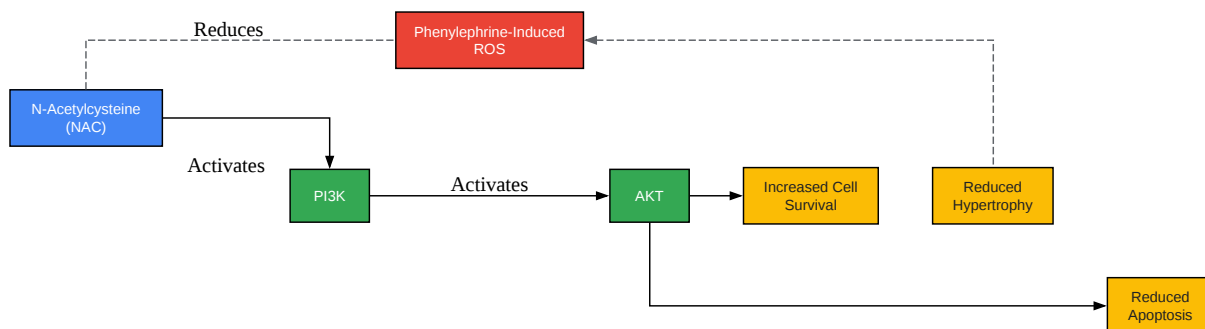 Reduces
Phenylephrine-Induced
ROS
N-Acetylcysteine
(NAC)
Activates
PI3K
Activates
AKT
Increased Cell
Survival
Reduced
Hypertrophy
Reduced
Apoptosis